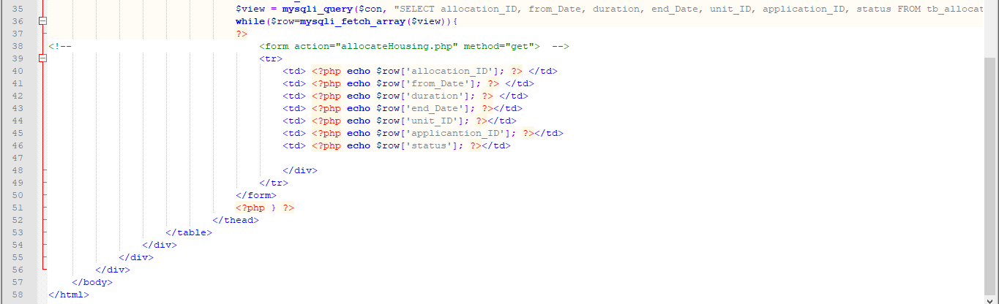 35 $view = mysqli_query($con, "SELECT allocation_ID, from_Date, duration, end_Date, unit_ID, application_ID, status FROM tb_allocat
36 while($row=mysqli_fetch_array($view)){
37 ?>
38 <!-- <form action="allocateHousing.php" method="get"> -->
39 <tr>
40 <td> <?php echo $row['allocation_ID']; ?> </td>
41 <td> <?php echo $row['from_Date']; ?> </td>
42 <td> <?php echo $row['duration']; ?> </td>
43 <td> <?php echo $row['end_Date']; ?></td>
44 <td> <?php echo $row['unit_ID']; ?></td>
45 <td> <?php echo $row['applicantion_ID']; ?></td>
46 <td> <?php echo $row['status']; ?></td>
47
48 </div>
49 </tr>
50 </form>
51 <?php } ?>
52 </thead>
53 </table>
54 </div>
55 </div>
56 </div>
57 </body>
58 </html>